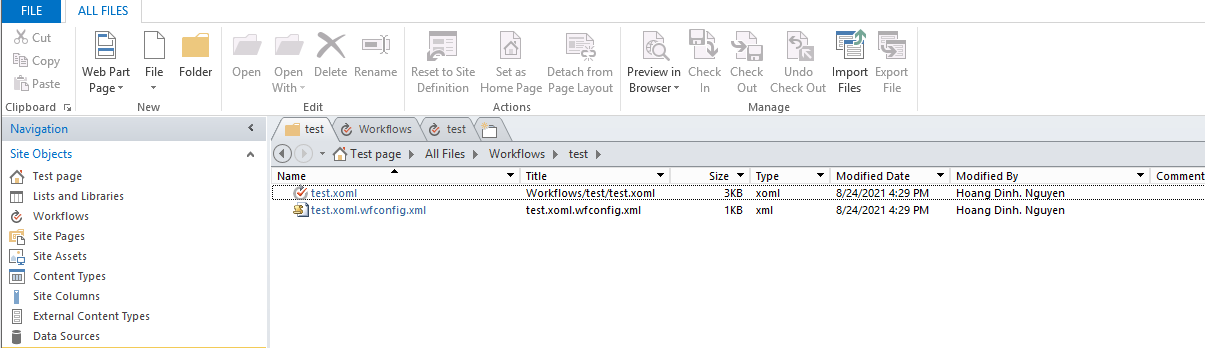 FILE ALL FILES
Cut
Copy
Paste
Clipboard
Web Part
Page
File
Folder
New
Open
Open
With
Delete
Rename
Edit
Reset to Site
Definition
Set as
Home Page
Detach from
Page Layout
Actions
Preview in
Browser
Check
In
Check
Out
Undo
Check Out
Import
Files
Export
File
Manage
Navigation
Site Objects
Test page
Lists and Libraries
Workflows
Site Pages
Site Assets
Content Types
Site Columns
External Content Types
Data Sources
test Workflows test
Test page All Files Workflows test
Name Title Size Type Modified Date Modified By Comment
test.xoml Workflows/test/test.xoml 3KB xoml 8/24/2021 4:29 PM Hoang Dinh. Nguyen
test.xoml.wfconfig.xml test.xoml.wfconfig.xml 1KB xml 8/24/2021 4:29 PM Hoang Dinh. Nguyen